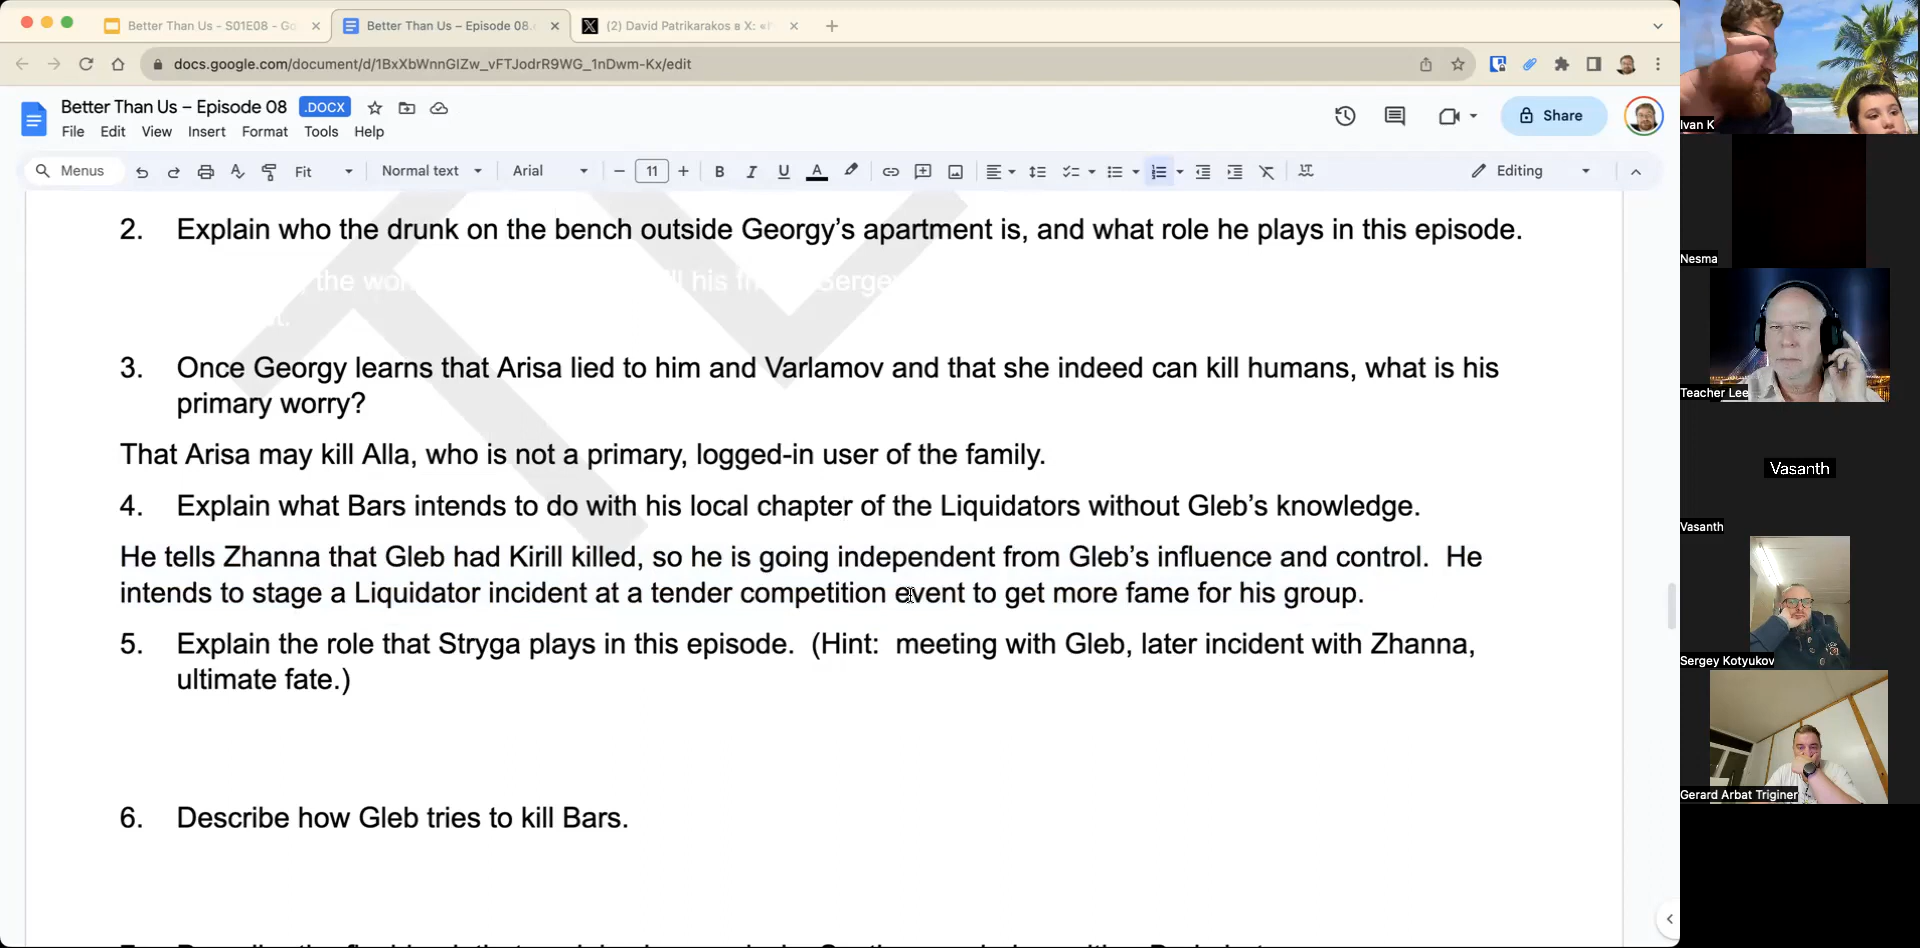 Better Than Us - S01E08 - Go
Better Than Us – Episode 08.
(2) David Patrikarakos в X:
docs.google.com/document/d/1BxXbWnnGIZw_vFTJodrR9WG_1nDwm-Kx/edit
Better Than Us – Episode 08 .DOCX
File Edit View Insert Format Tools Help
Share
Menus Fit Normal text Arial 11 Editing
2. Explain who the drunk on the bench outside Georgy’s apartment is, and what role he plays in this episode.
the his
3. Once Georgy learns that Arisa lied to him and Varlamov and that she indeed can kill humans, what is his
primary worry?
That Arisa may kill Alla, who is not a primary, logged-in user of the family.
4. Explain what Bars intends to do with his local chapter of the Liquidators without Gleb’s knowledge.
He tells Zhanna that Gleb had Kirill killed, so he is going independent from Gleb’s influence and control. He
intends to stage a Liquidator incident at a tender competition event to get more fame for his group.
5. Explain the role that Stryga plays in this episode. (Hint: meeting with Gleb, later incident with Zhanna,
ultimate fate.)
6. Describe how Gleb tries to kill Bars.
Ivan K
Nesma
Teacher Lee
Vasanth
Vasanth
Sergey Kotyukov
Gerard Arbat Triginer